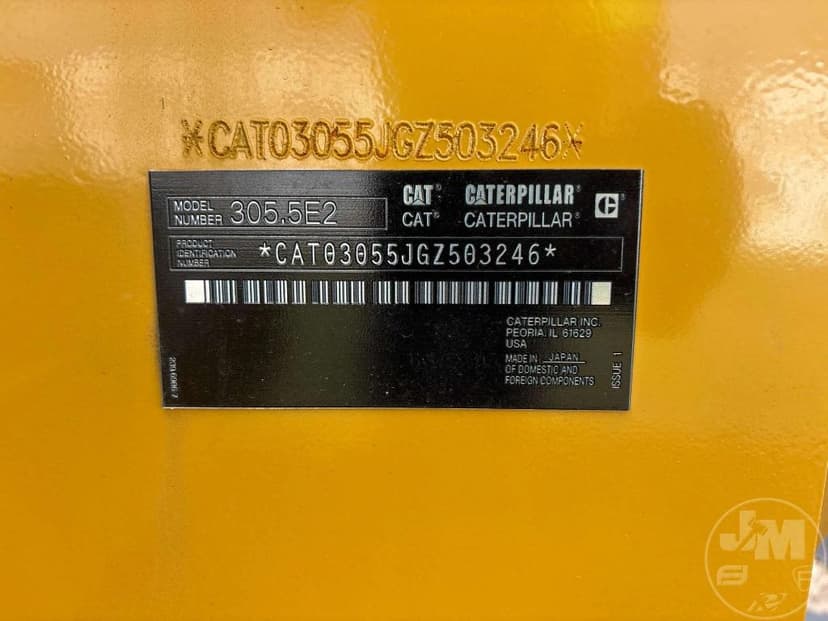 *CAT03055JGZ503246*
MODEL NUMBER 305.5E2
CAT® CATERPILLAR®
CAT® CATERPILLAR®
PRODUCT IDENTIFICATION NUMBER *CAT03055JGZ503246*
CATERPILLAR INC.
PEORIA, IL 61629
USA
MADE IN JAPAN
OF DOMESTIC AND
FOREIGN COMPONENTS
ISSUE 1
JM